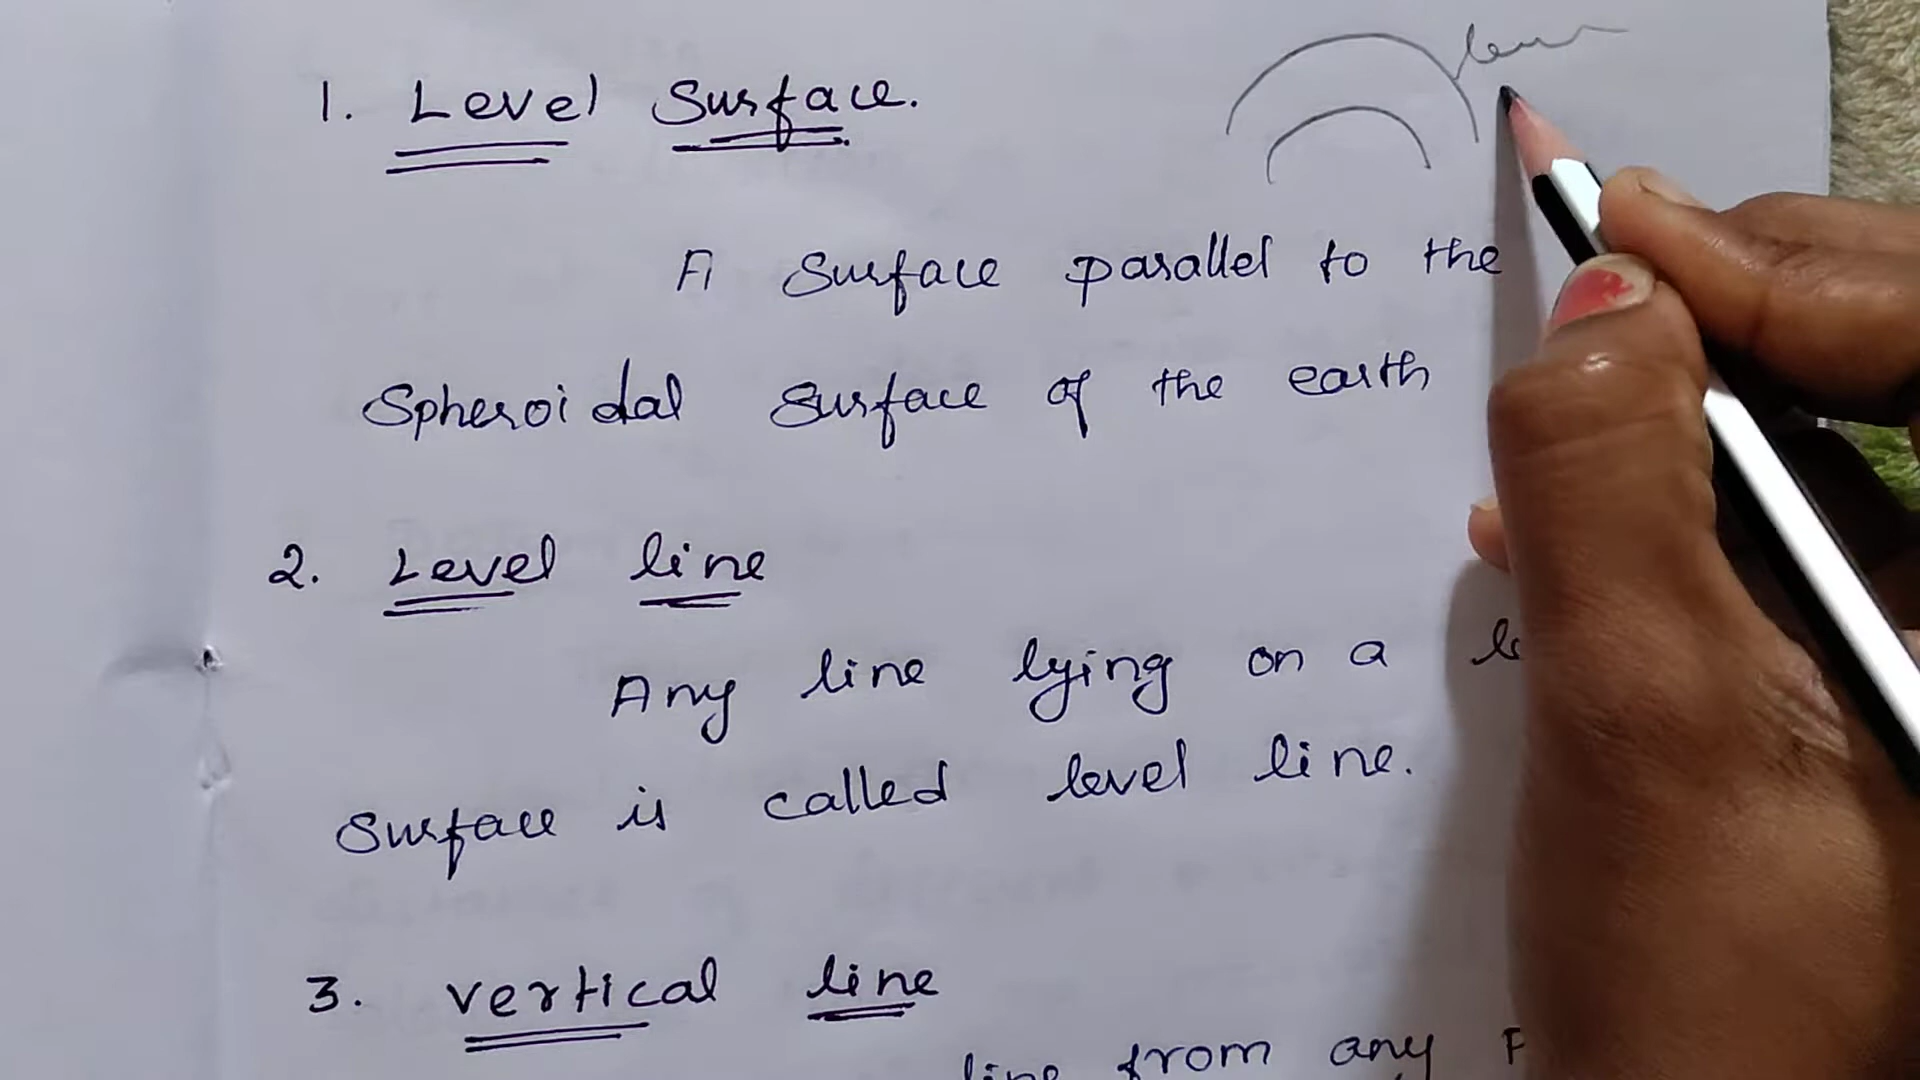 1. Level Surface.
A Surface parallel to the
Spheroidal Surface of the earth
2. Level line
Any line lying on a
Surface is called level line.
3. vertical line
line from any